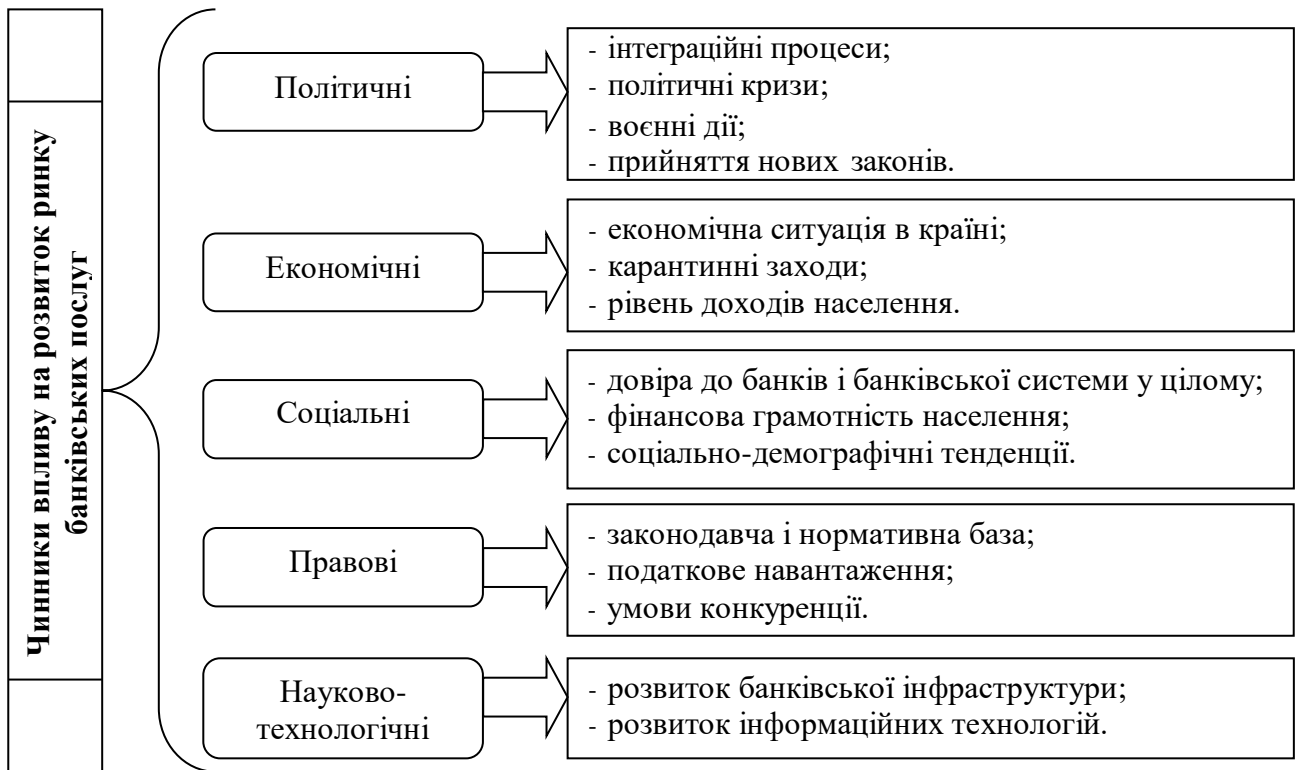 Чинники впливу на розвиток ринку
банківських послуг
Політичні
- інтеграційні процеси;
- політичні кризи;
- воєнні дії;
- прийняття нових законів.
Економічні
- економічна ситуація в країні;
- карантинні заходи;
- рівень доходів населення.
Соціальні
- довіра до банків і банківської системи у цілому;
- фінансова грамотність населення;
- соціально-демографічні тенденції.
Правові
- законодавча і нормативна база;
- податкове навантаження;
- умови конкуренції.
Науково-
технологічні
- розвиток банківської інфраструктури;
- розвиток інформаційних технологій.